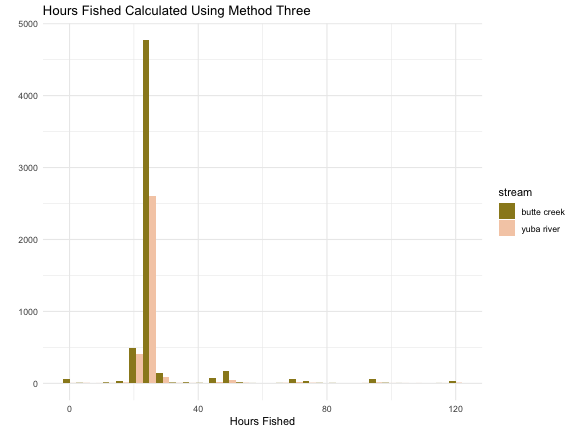 Hours Fished Calculated Using Method Three
5000
4000
3000
2000
1000
0
0 40 80 120
Hours Fished
stream
butte creek
yuba river